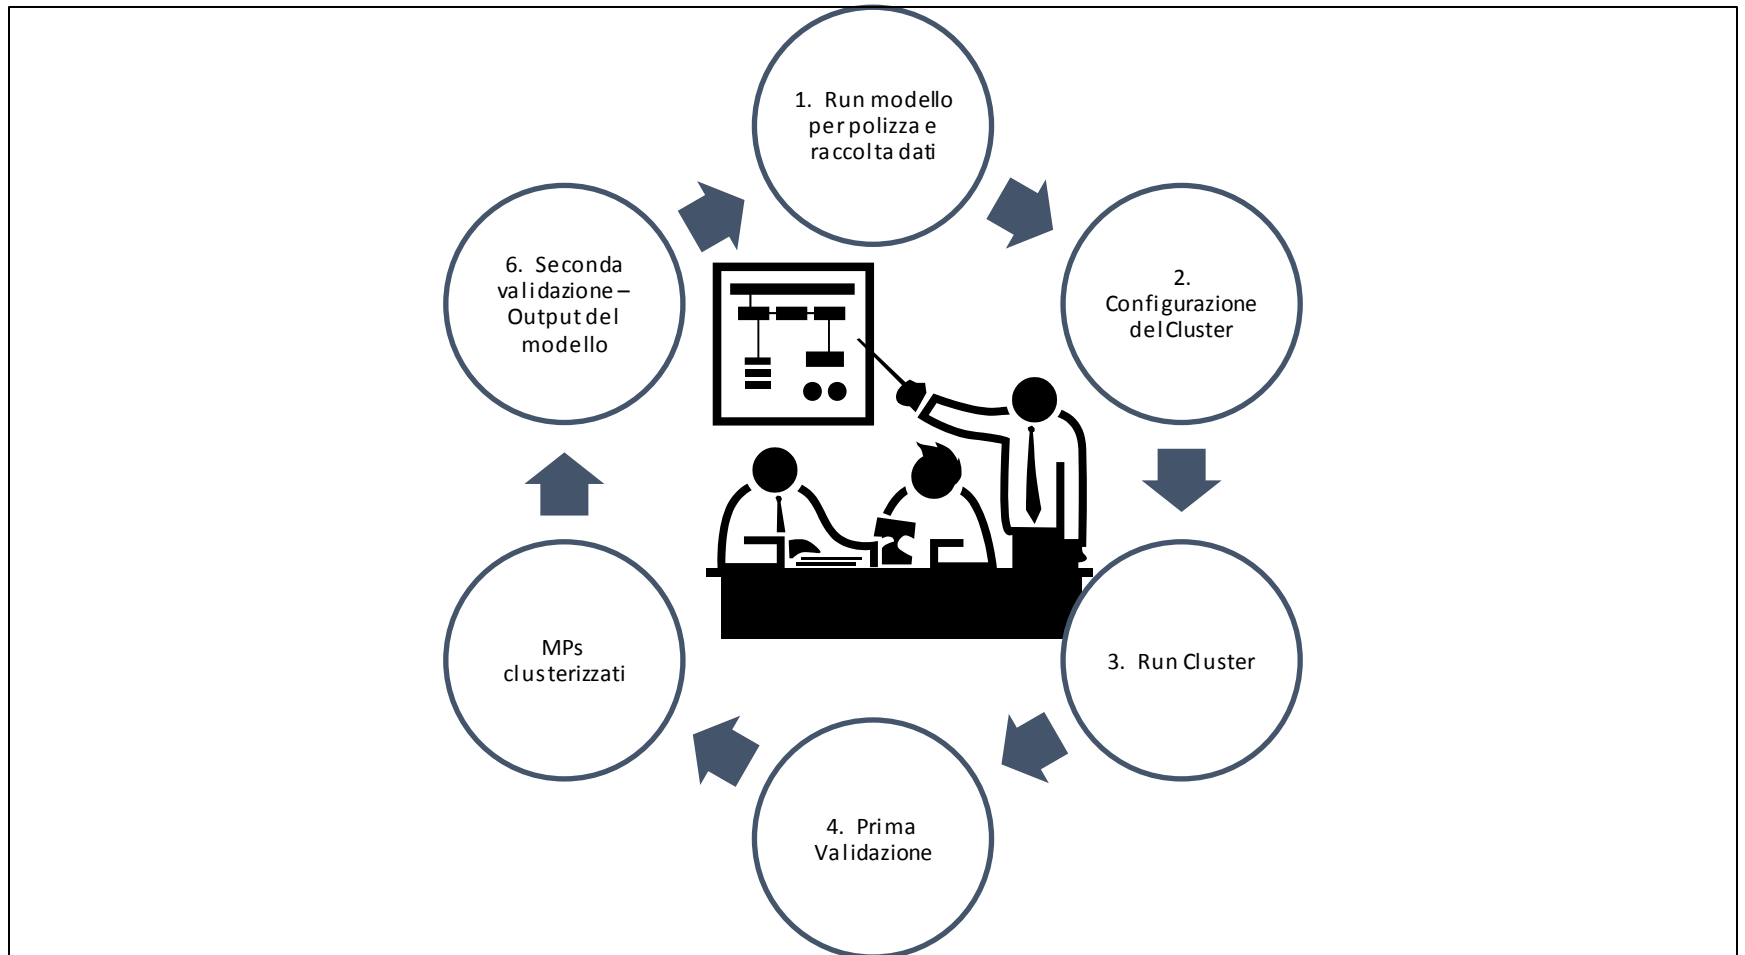 1. Run modello
per polizza e
raccolta dati
2.
Configurazione
del Cluster
3. Run Cluster
4. Prima
Validazione
MPs
clusterizzati
6. Seconda
validazione –
Output del
modello